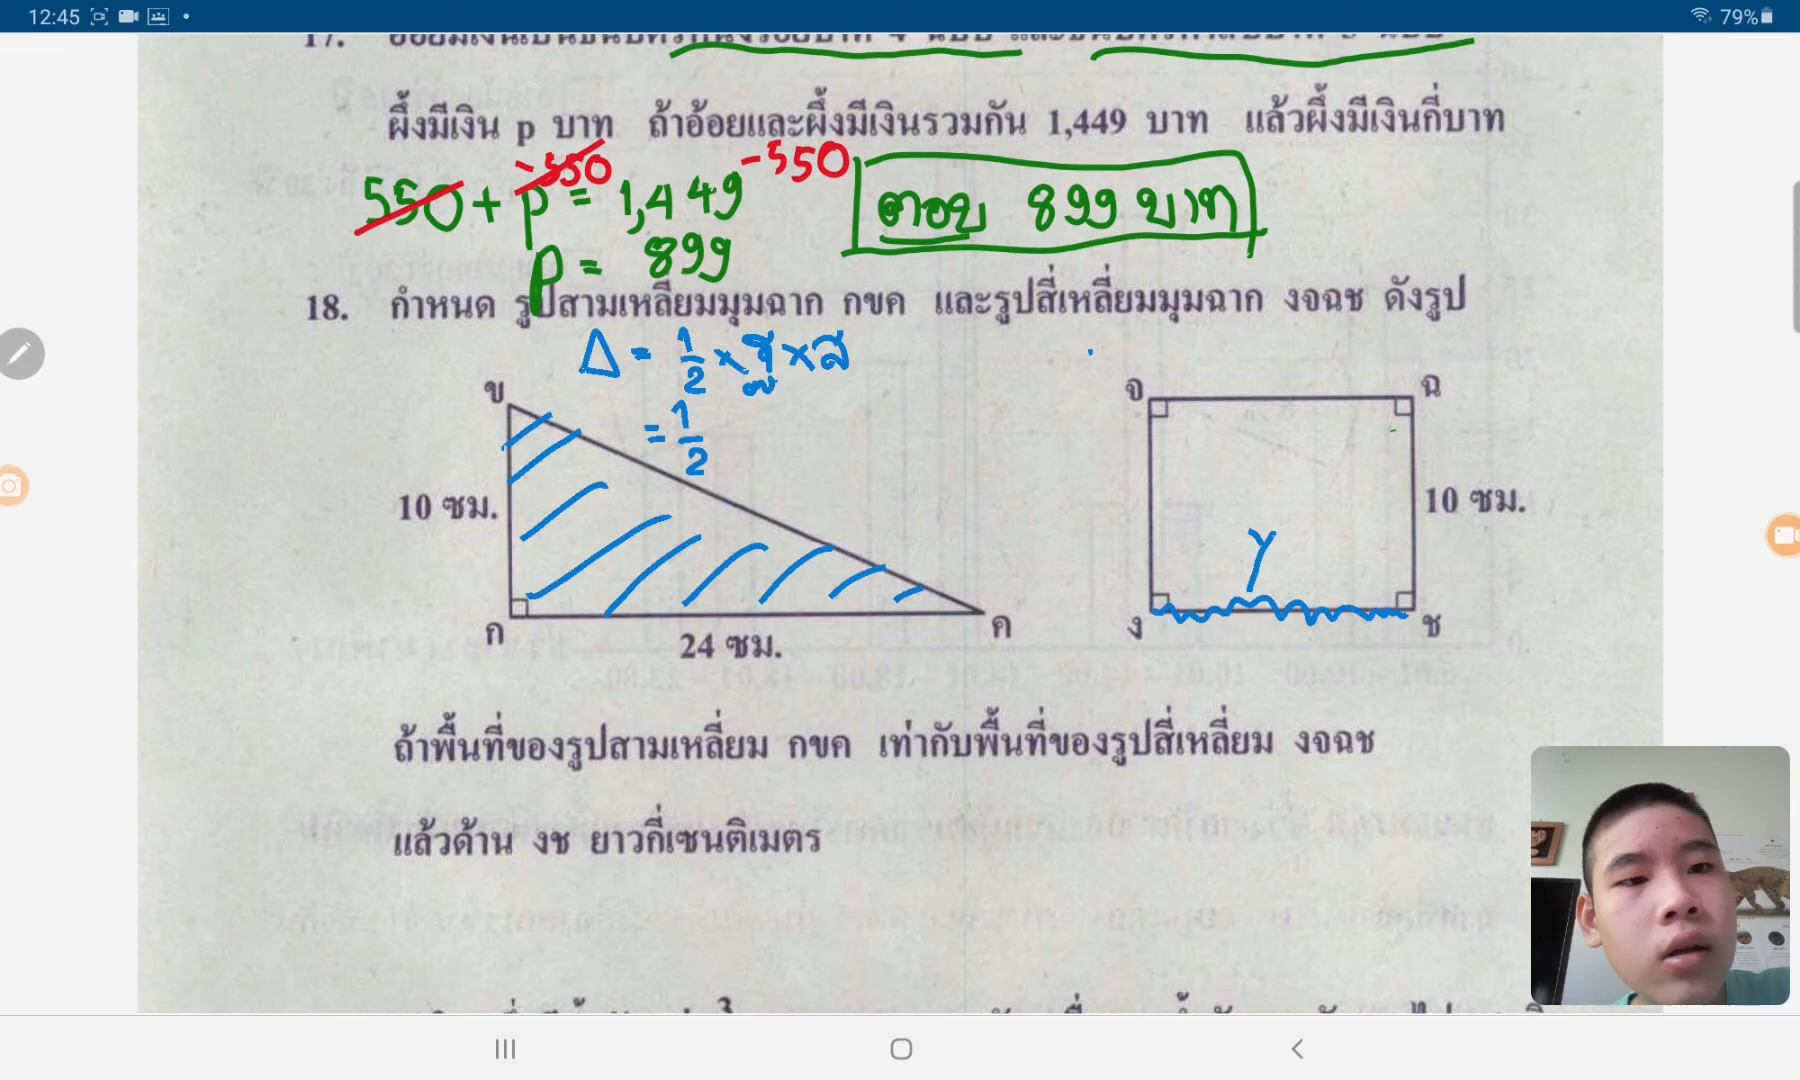 12:45 79%
17.
ผึ้งมีเงิน p บาท ถ้าอ้อยและผึ้งมีเงินรวมกัน 1,449 บาท แล้วผึ้งมีเงินกี่บาท
-550 -550
550 + p = 1,449 ตอบ 899 บาท
p = 899
18. กำหนด รูปสามเหลี่ยมมุมฉาก กขค และรูปสี่เหลี่ยมมุมฉาก งจฉช ดังรูป
Δ = 1/2 × ฐ × ส
= 1/2
ข จ ฉ
10 ซม. 10 ซม.
Y
ก ค ง ช
24 ซม.
ถ้าพื้นที่ของรูปสามเหลี่ยม กขค เท่ากับพื้นที่ของรูปสี่เหลี่ยม งจฉช
แล้วด้าน งช ยาวกี่เซนติเมตร
3